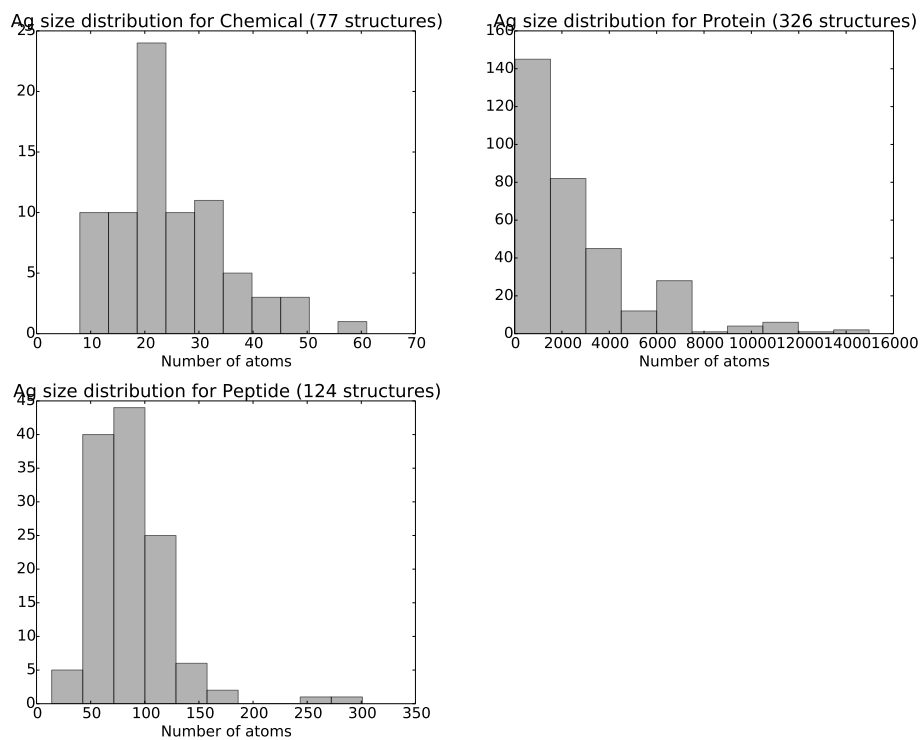 Ag size distribution for Chemical (77 structures)
25
20
15
10
5
0
0 10 20 30 40 50 60 70
Number of atoms
Ag size distribution for Protein (326 structures)
160
140
120
100
80
60
40
20
0
0 2000 4000 6000 8000 10000 12000 14000 16000
Number of atoms
Ag size distribution for Peptide (124 structures)
45
40
35
30
25
20
15
10
5
0
0 50 100 150 200 250 300 350
Number of atoms